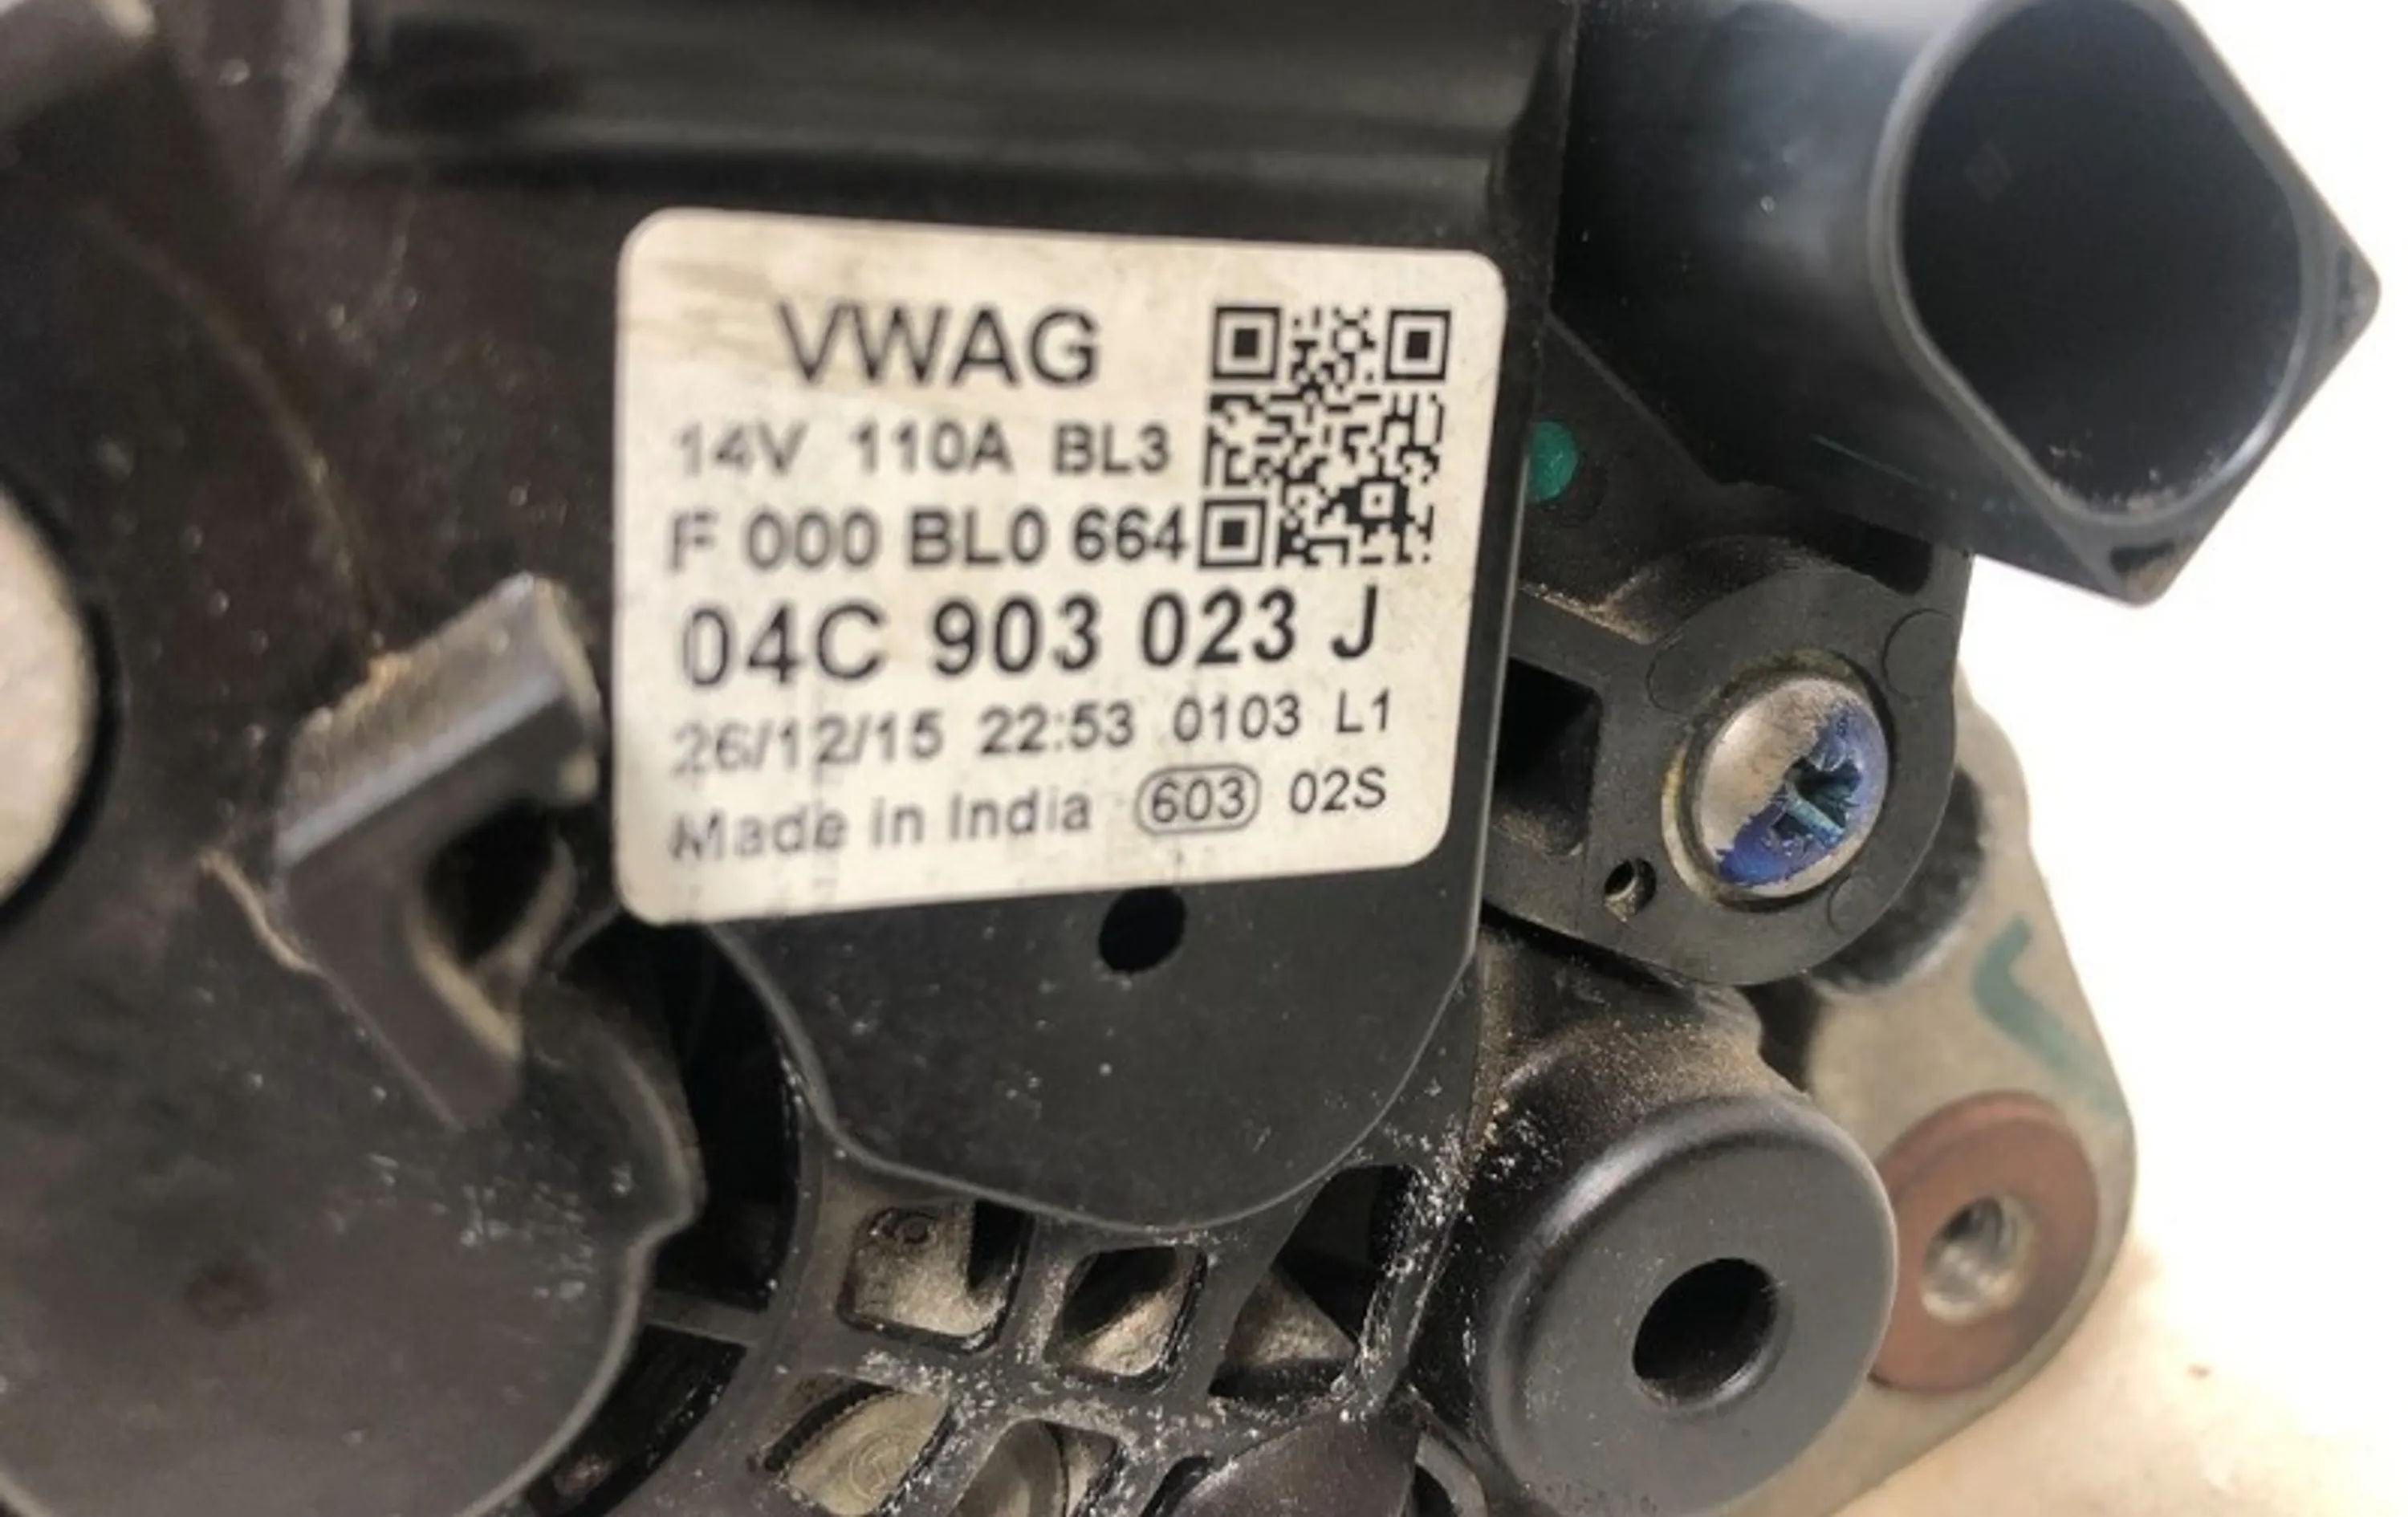 VWAG
14V 110A BL3
F 000 BL0 664
04C 903 023 J
26/12/15 22:53 0103 L1
Made in India 603 02S